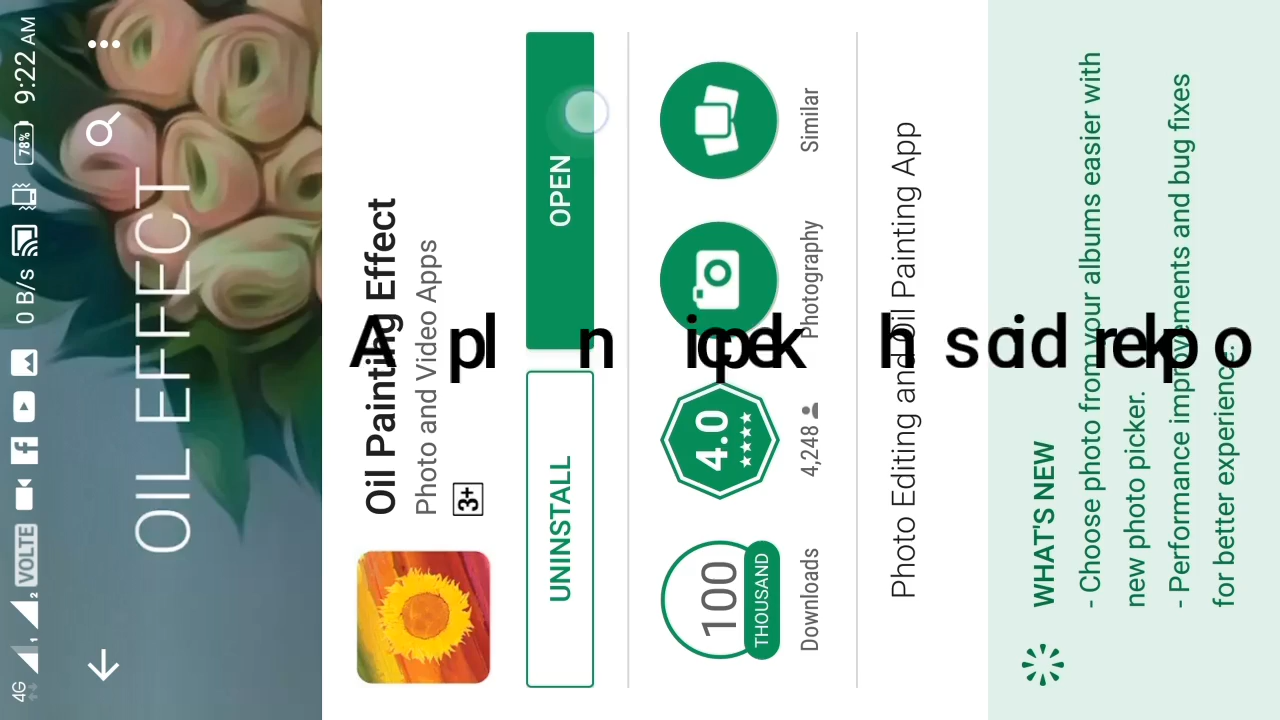 4G 1 2 VOLTE 0 B/s 78% 9:22 AM
OIL EFFECT
Oil Painting Effect
Photo and Video Apps
3+
UNINSTALL
OPEN
100
THOUSAND
Downloads
4.0
4,248
Photography
Similar
Photo Editing and Oil Painting App
WHAT'S NEW
- Choose photo from your albums easier with
new photo picker.
- Performance improvements and bug fixes
for better experience.